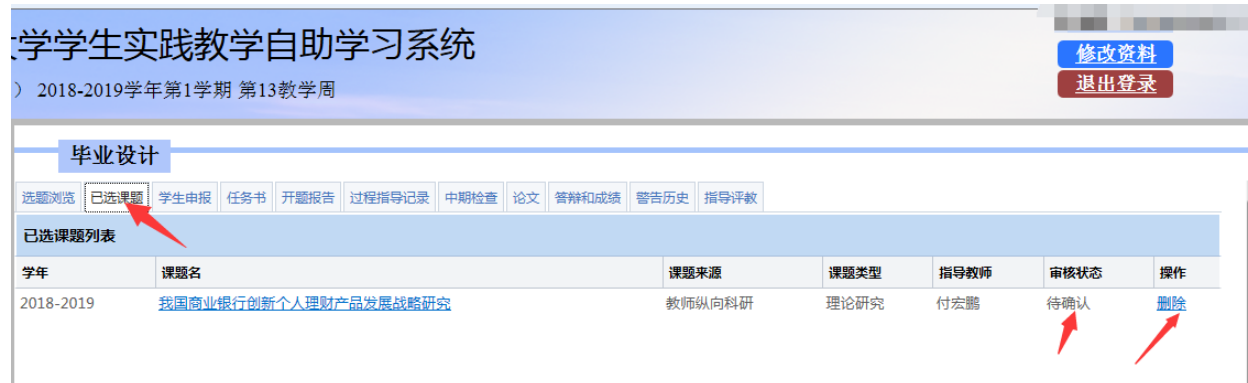 学学生实践教学自助学习系统
修改资料
） 2018-2019学年第1学期 第13教学周
退出登录
毕业设计
选题浏览 已选课题 学生申报 任务书 开题报告 过程指导记录 中期检查 论文 答辩和成绩 警告历史 指导评教
已选课题列表
学年 课题名 课题来源 课题类型 指导教师 审核状态 操作
2018-2019 我国商业银行创新个人理财产品发展战略研究 教师纵向科研 理论研究 付宏鹏 待确认 删除